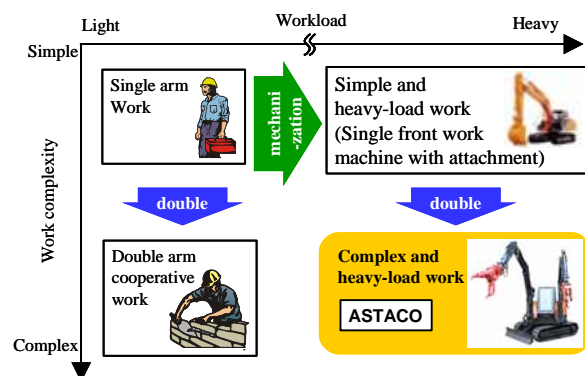 Light
Workload
Heavy
Simple
Work complexity
Complex
Single arm
Work
mechani
-zation
Simple and
heavy-load work
(Single front work
machine with attachment)
double
double
Double arm
cooperative
work
Complex and
heavy-load work
ASTACO